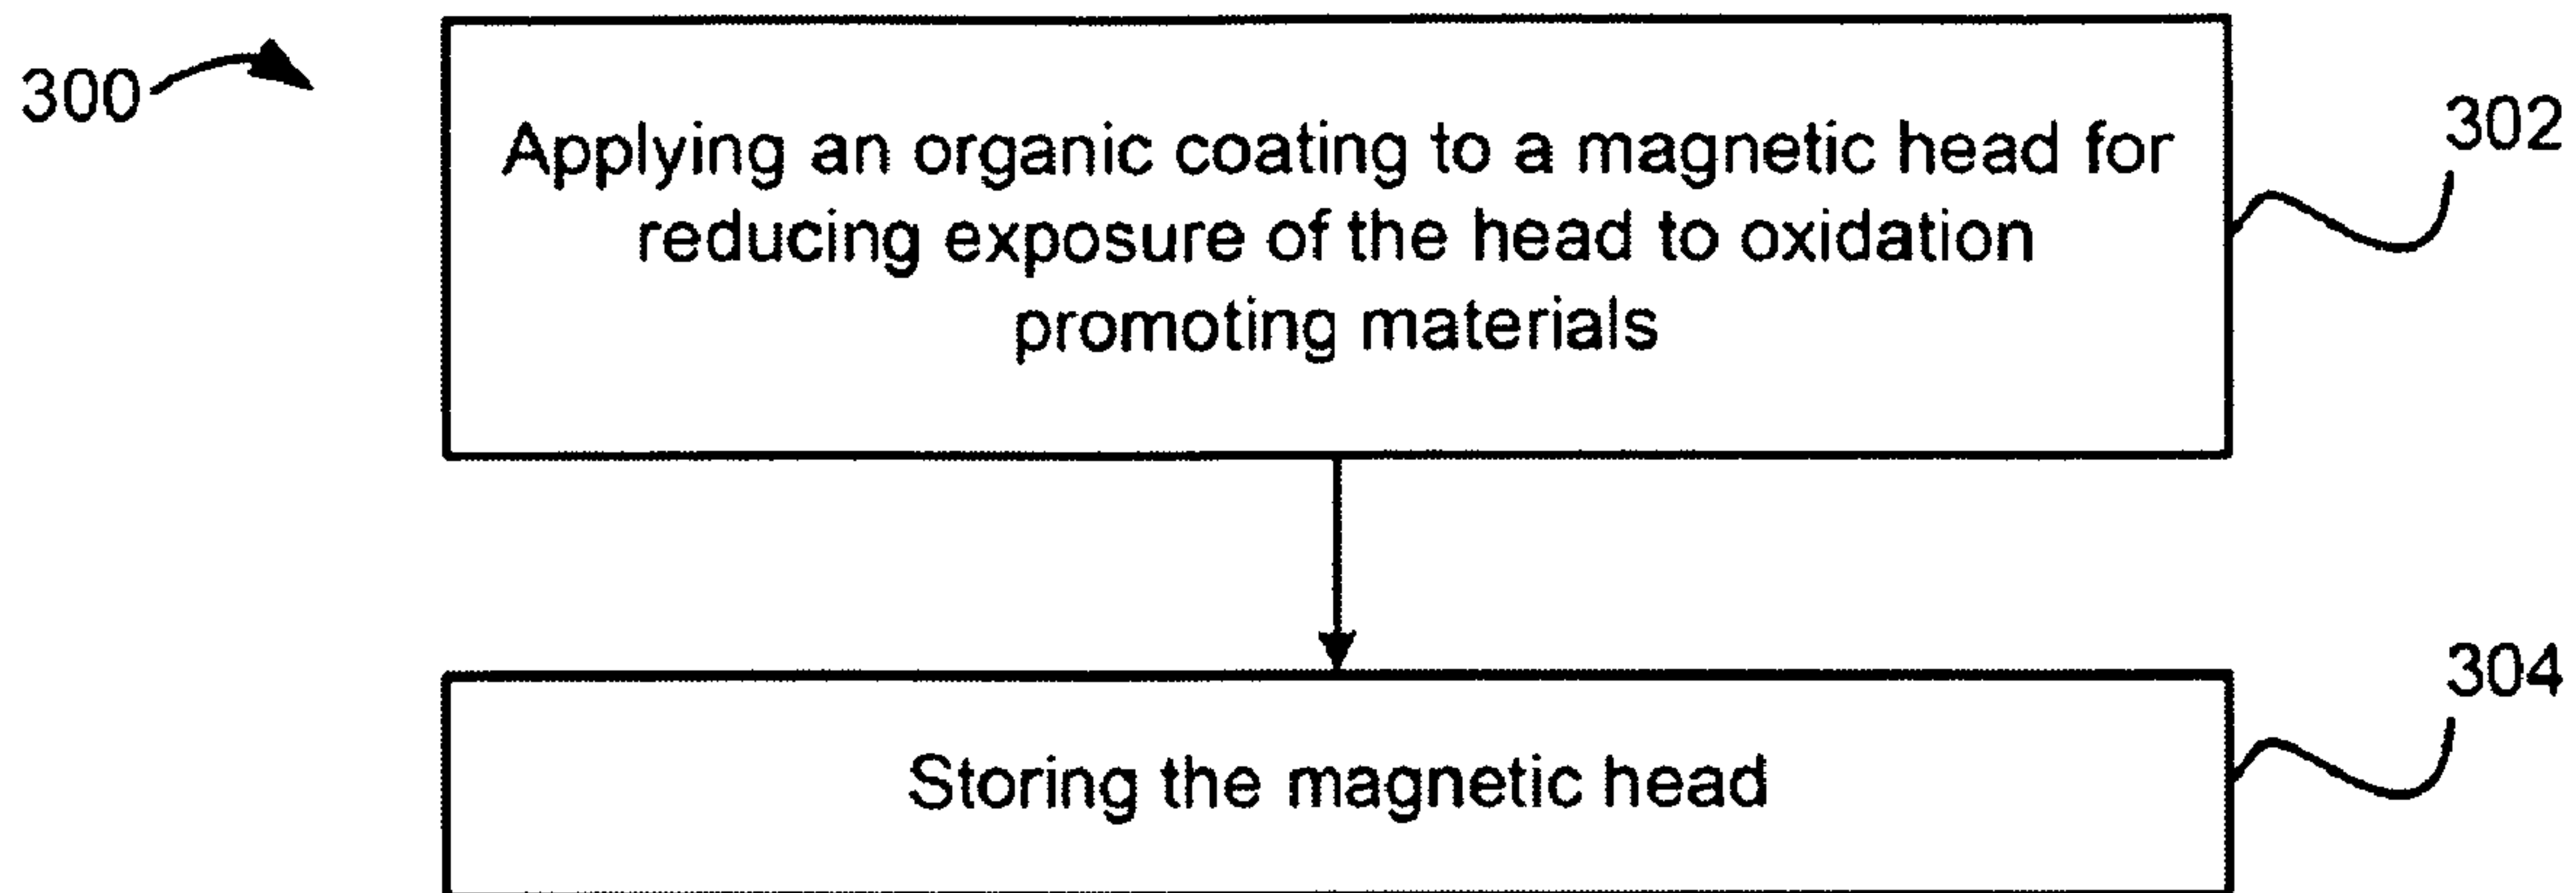 300
Applying an organic coating to a magnetic head for
reducing exposure of the head to oxidation
promoting materials
302
Storing the magnetic head
304